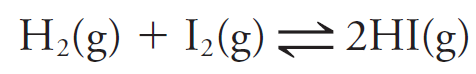 H₂(g) + I₂(g) ⇌ 2HI(g)